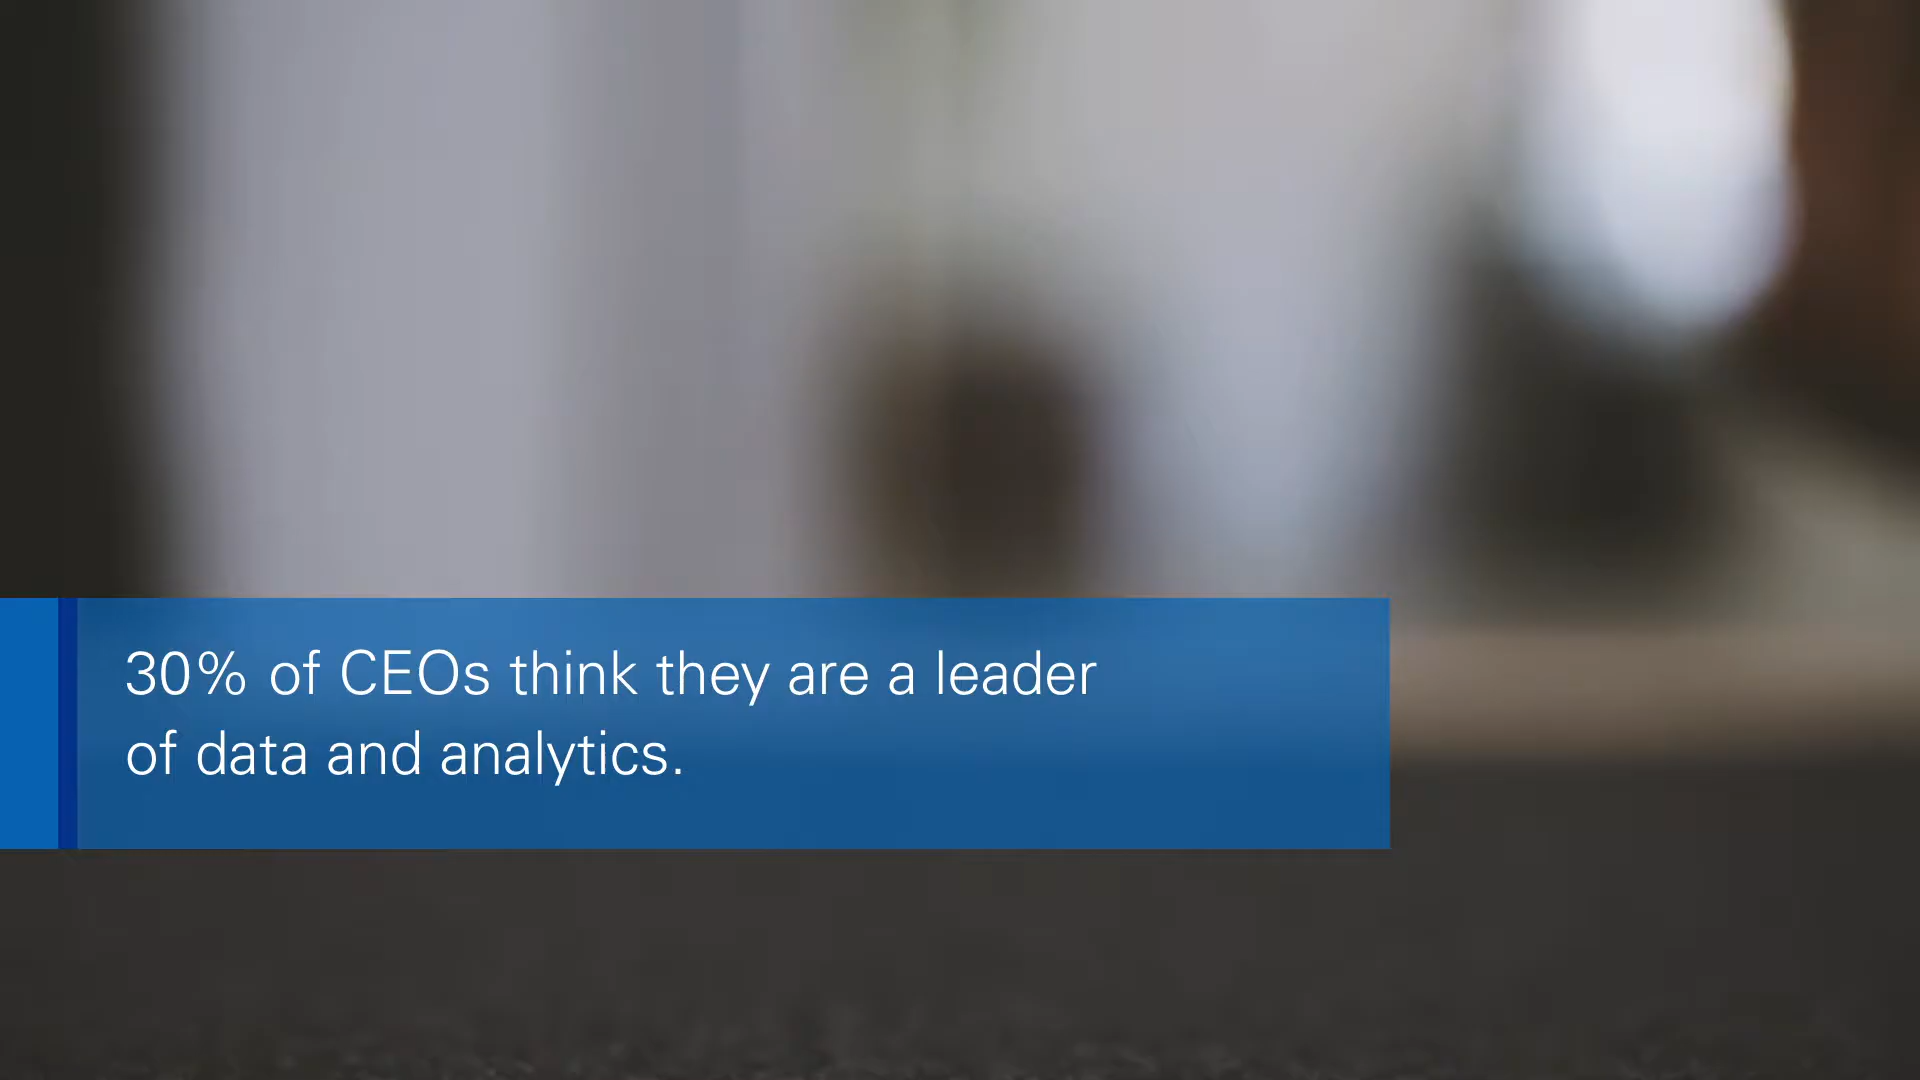 30% of CEOs think they are a leader
of data and analytics.